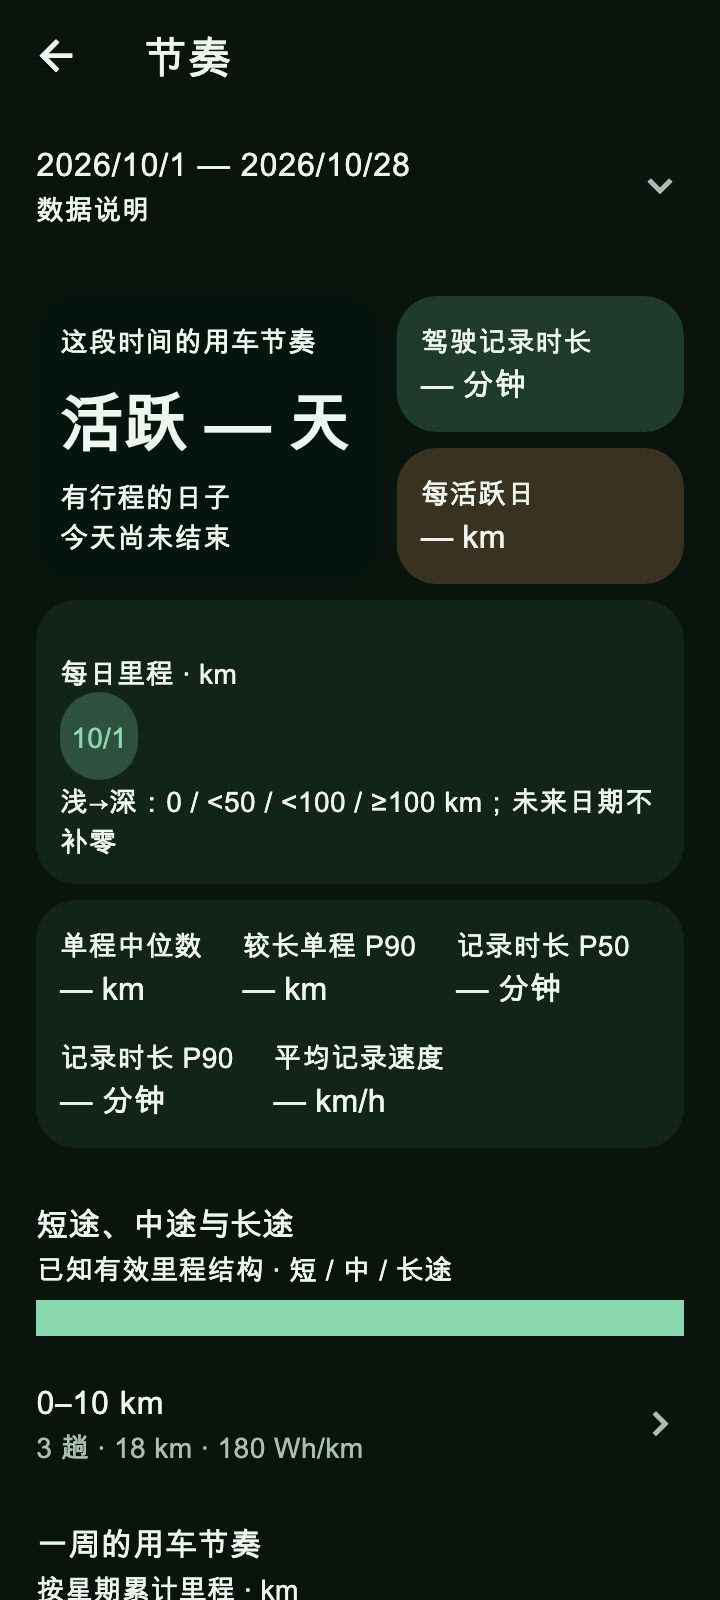 节奏
2026/10/1 — 2026/10/28
数据说明
这段时间的用车节奏
活跃 — 天
有行程的日子
今天尚未结束
驾驶记录时长
— 分钟
每活跃日
— km
每日里程 · km
10/1
浅→深：0 / <50 / <100 / ≥100 km；未来日期不
补零
单程中位数
— km
较长单程 P90
— km
记录时长 P50
— 分钟
记录时长 P90
— 分钟
平均记录速度
— km/h
短途、中途与长途
已知有效里程结构 · 短 / 中 / 长途
0–10 km
3 趟 · 18 km · 180 Wh/km
一周的用车节奏
按星期累计里程 · km